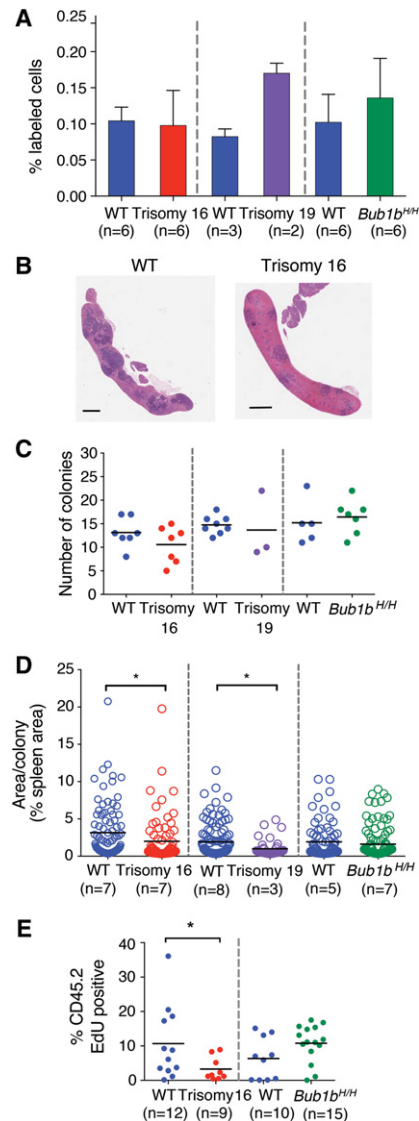 A
% labeled cells
0.25
0.20
0.15
0.10
0.05
0.00
WT Trisomy 16 WT Trisomy 19 WT Bub1b^H/H
(n=6) (n=6) (n=3) (n=2) (n=6) (n=6)
B
WT Trisomy 16
C
Number of colonies
30
25
20
15
10
5
0
WT Trisomy WT Trisomy WT Bub1b^H/H
16 19
D
Area/colony
(% spleen area)
25
20
15
10
5
0
* *
WT Trisomy 16 WT Trisomy 19 WT Bub1b^H/H
(n=7) (n=7) (n=8) (n=3) (n=5) (n=7)
E
% CD45.2
EdU positive
40
30
20
10
0
*
WT Trisomy16 WT Bub1b^H/H
(n=12) (n=9) (n=10) (n=15)